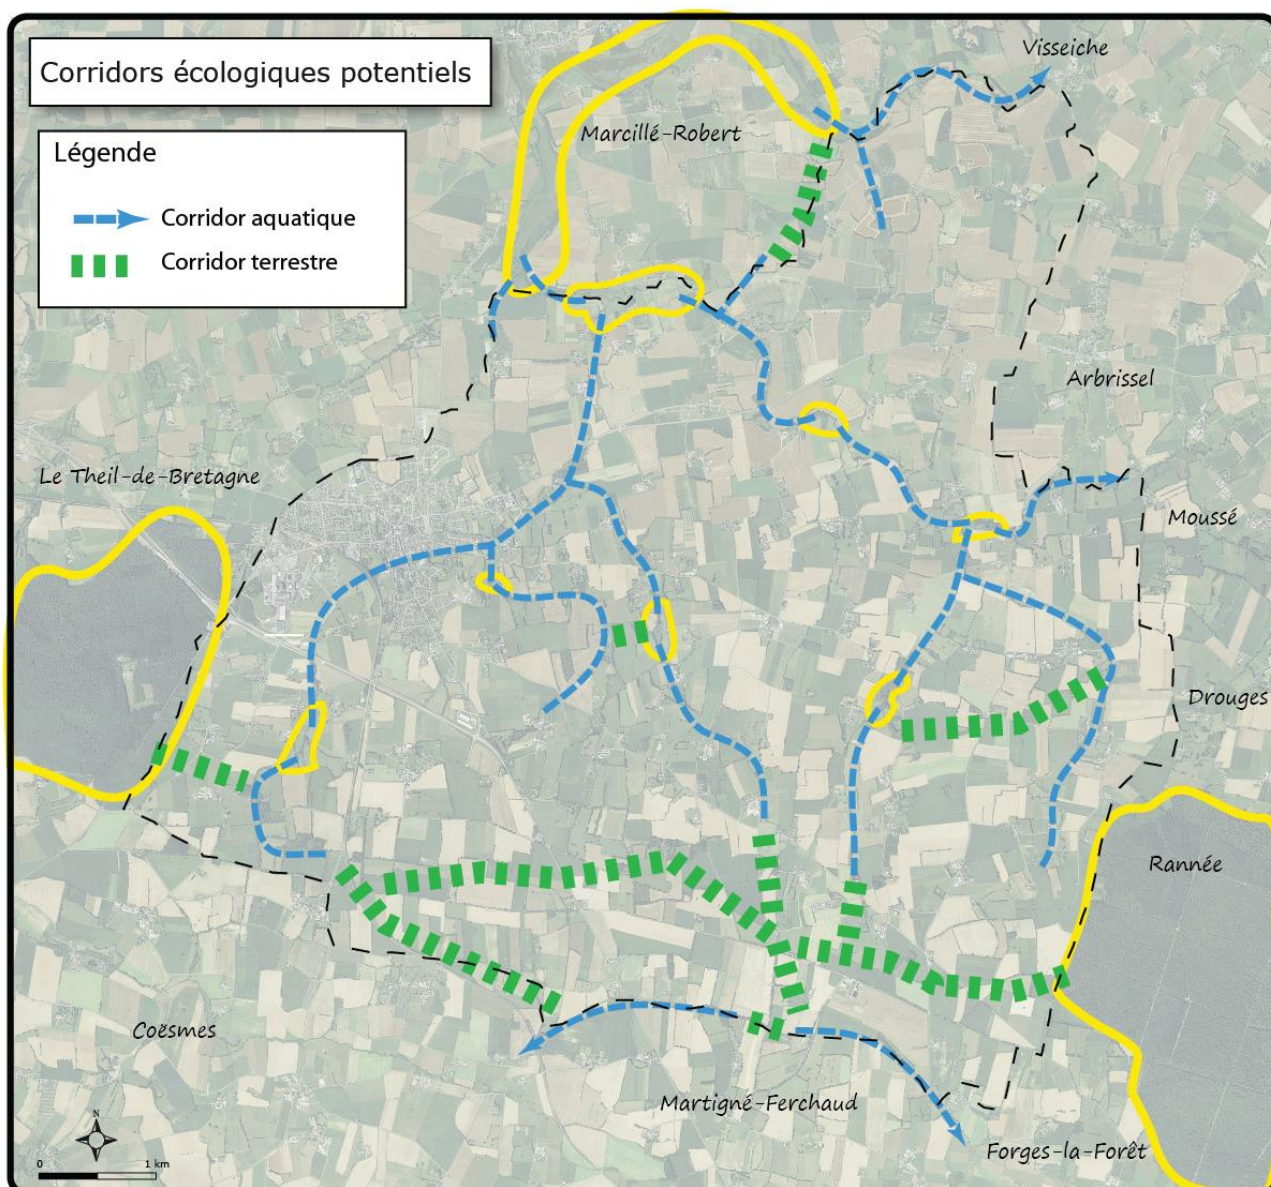 Corridors écologiques potentiels
Légende
Corridor aquatique
Corridor terrestre
Visseiche
Marcillé-Robert
Arbrissel
Le Theil-de-Bretagne
Moussé
Drouges
Rannée
Coësmes
Martigné-Ferchaud
Forges-la-Forêt
N
0 1 km